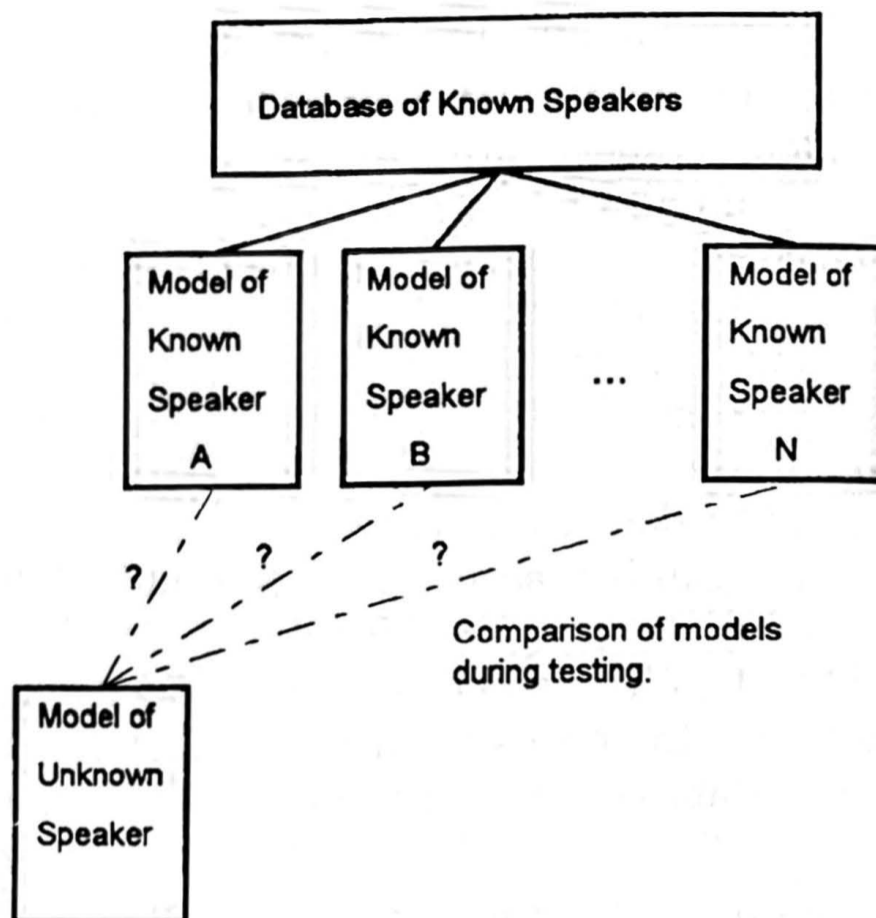 Database of Known Speakers
Model of
Known
Speaker
A
Model of
Known
Speaker
B
...
Model of
Known
Speaker
N
?
?
?
Comparison of models
during testing.
Model of
Unknown
Speaker